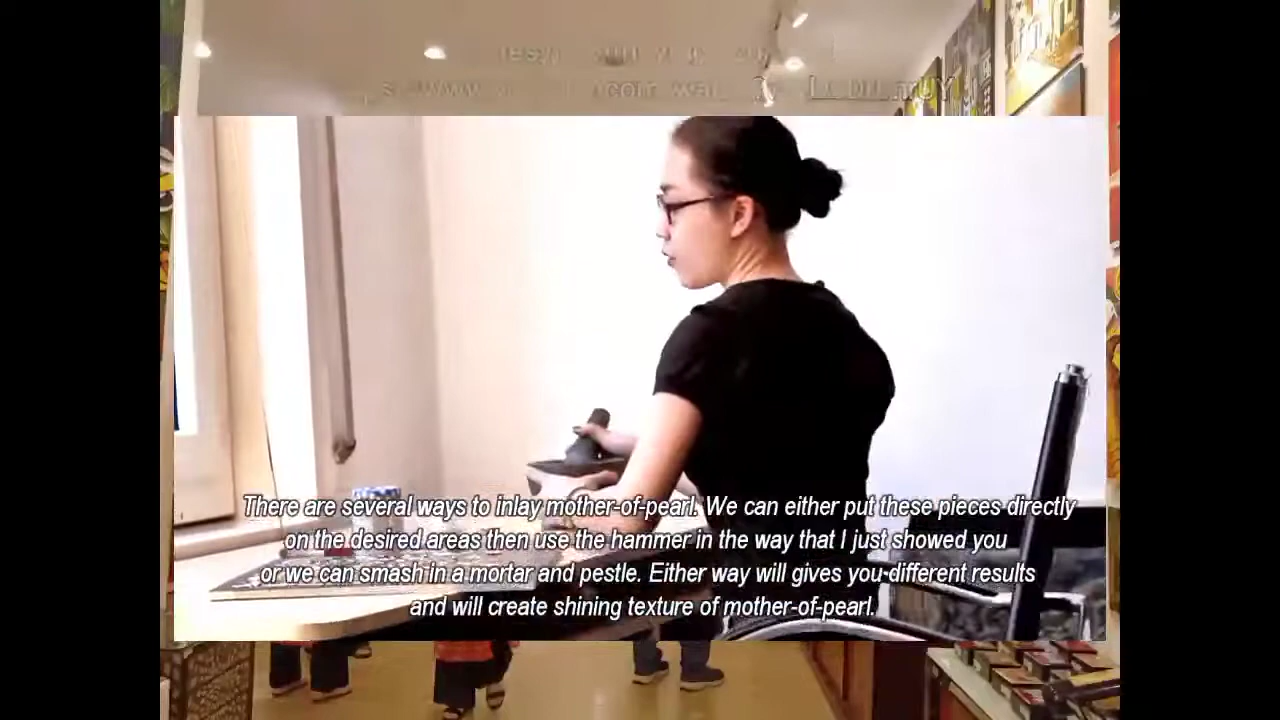 There are several ways to inlay mother-of-pearl. We can either put these pieces directly
on the desired areas then use the hammer in the way that I just showed you
or we can smash in a mortar and pestle. Either way will gives you different results
and will create shining texture of mother-of-pearl.